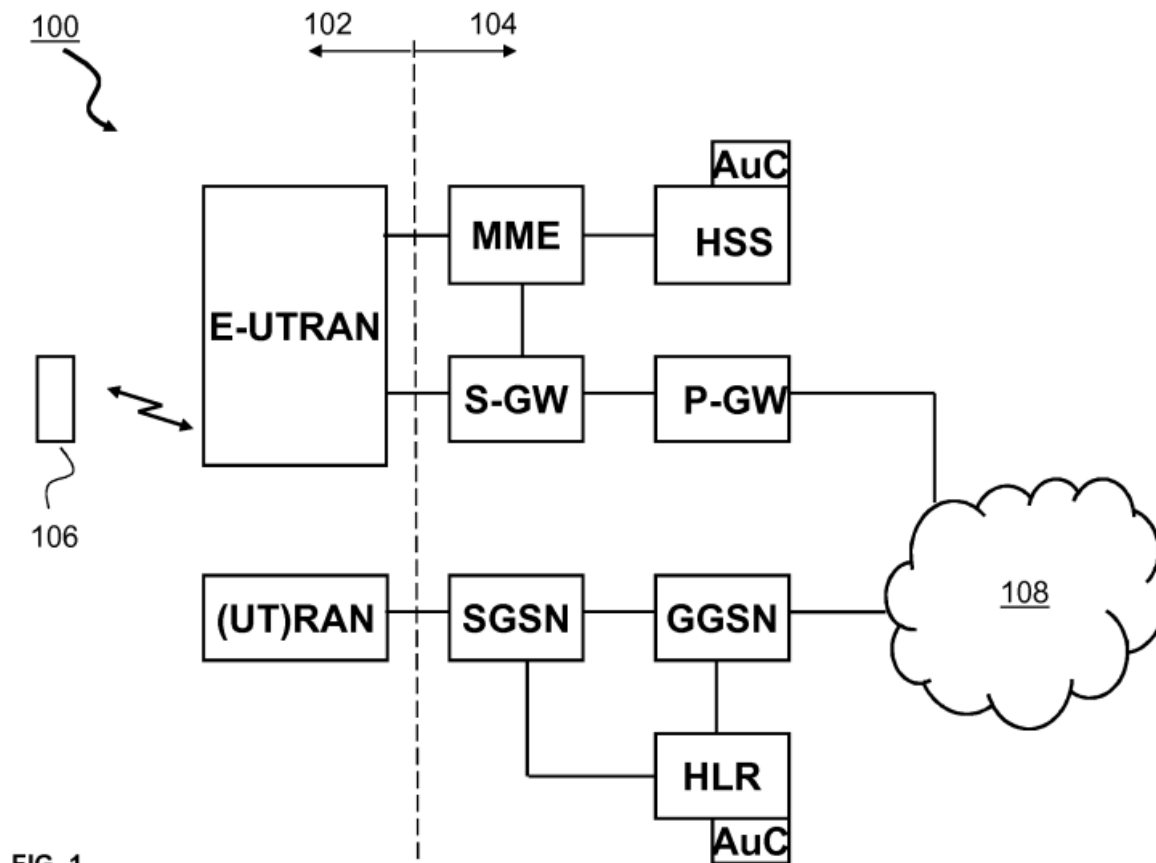 100
102
104
AuC
MME
HSS
E-UTRAN
S-GW
P-GW
106
(UT)RAN
SGSN
GGSN
108
HLR
AuC
FIG. 1